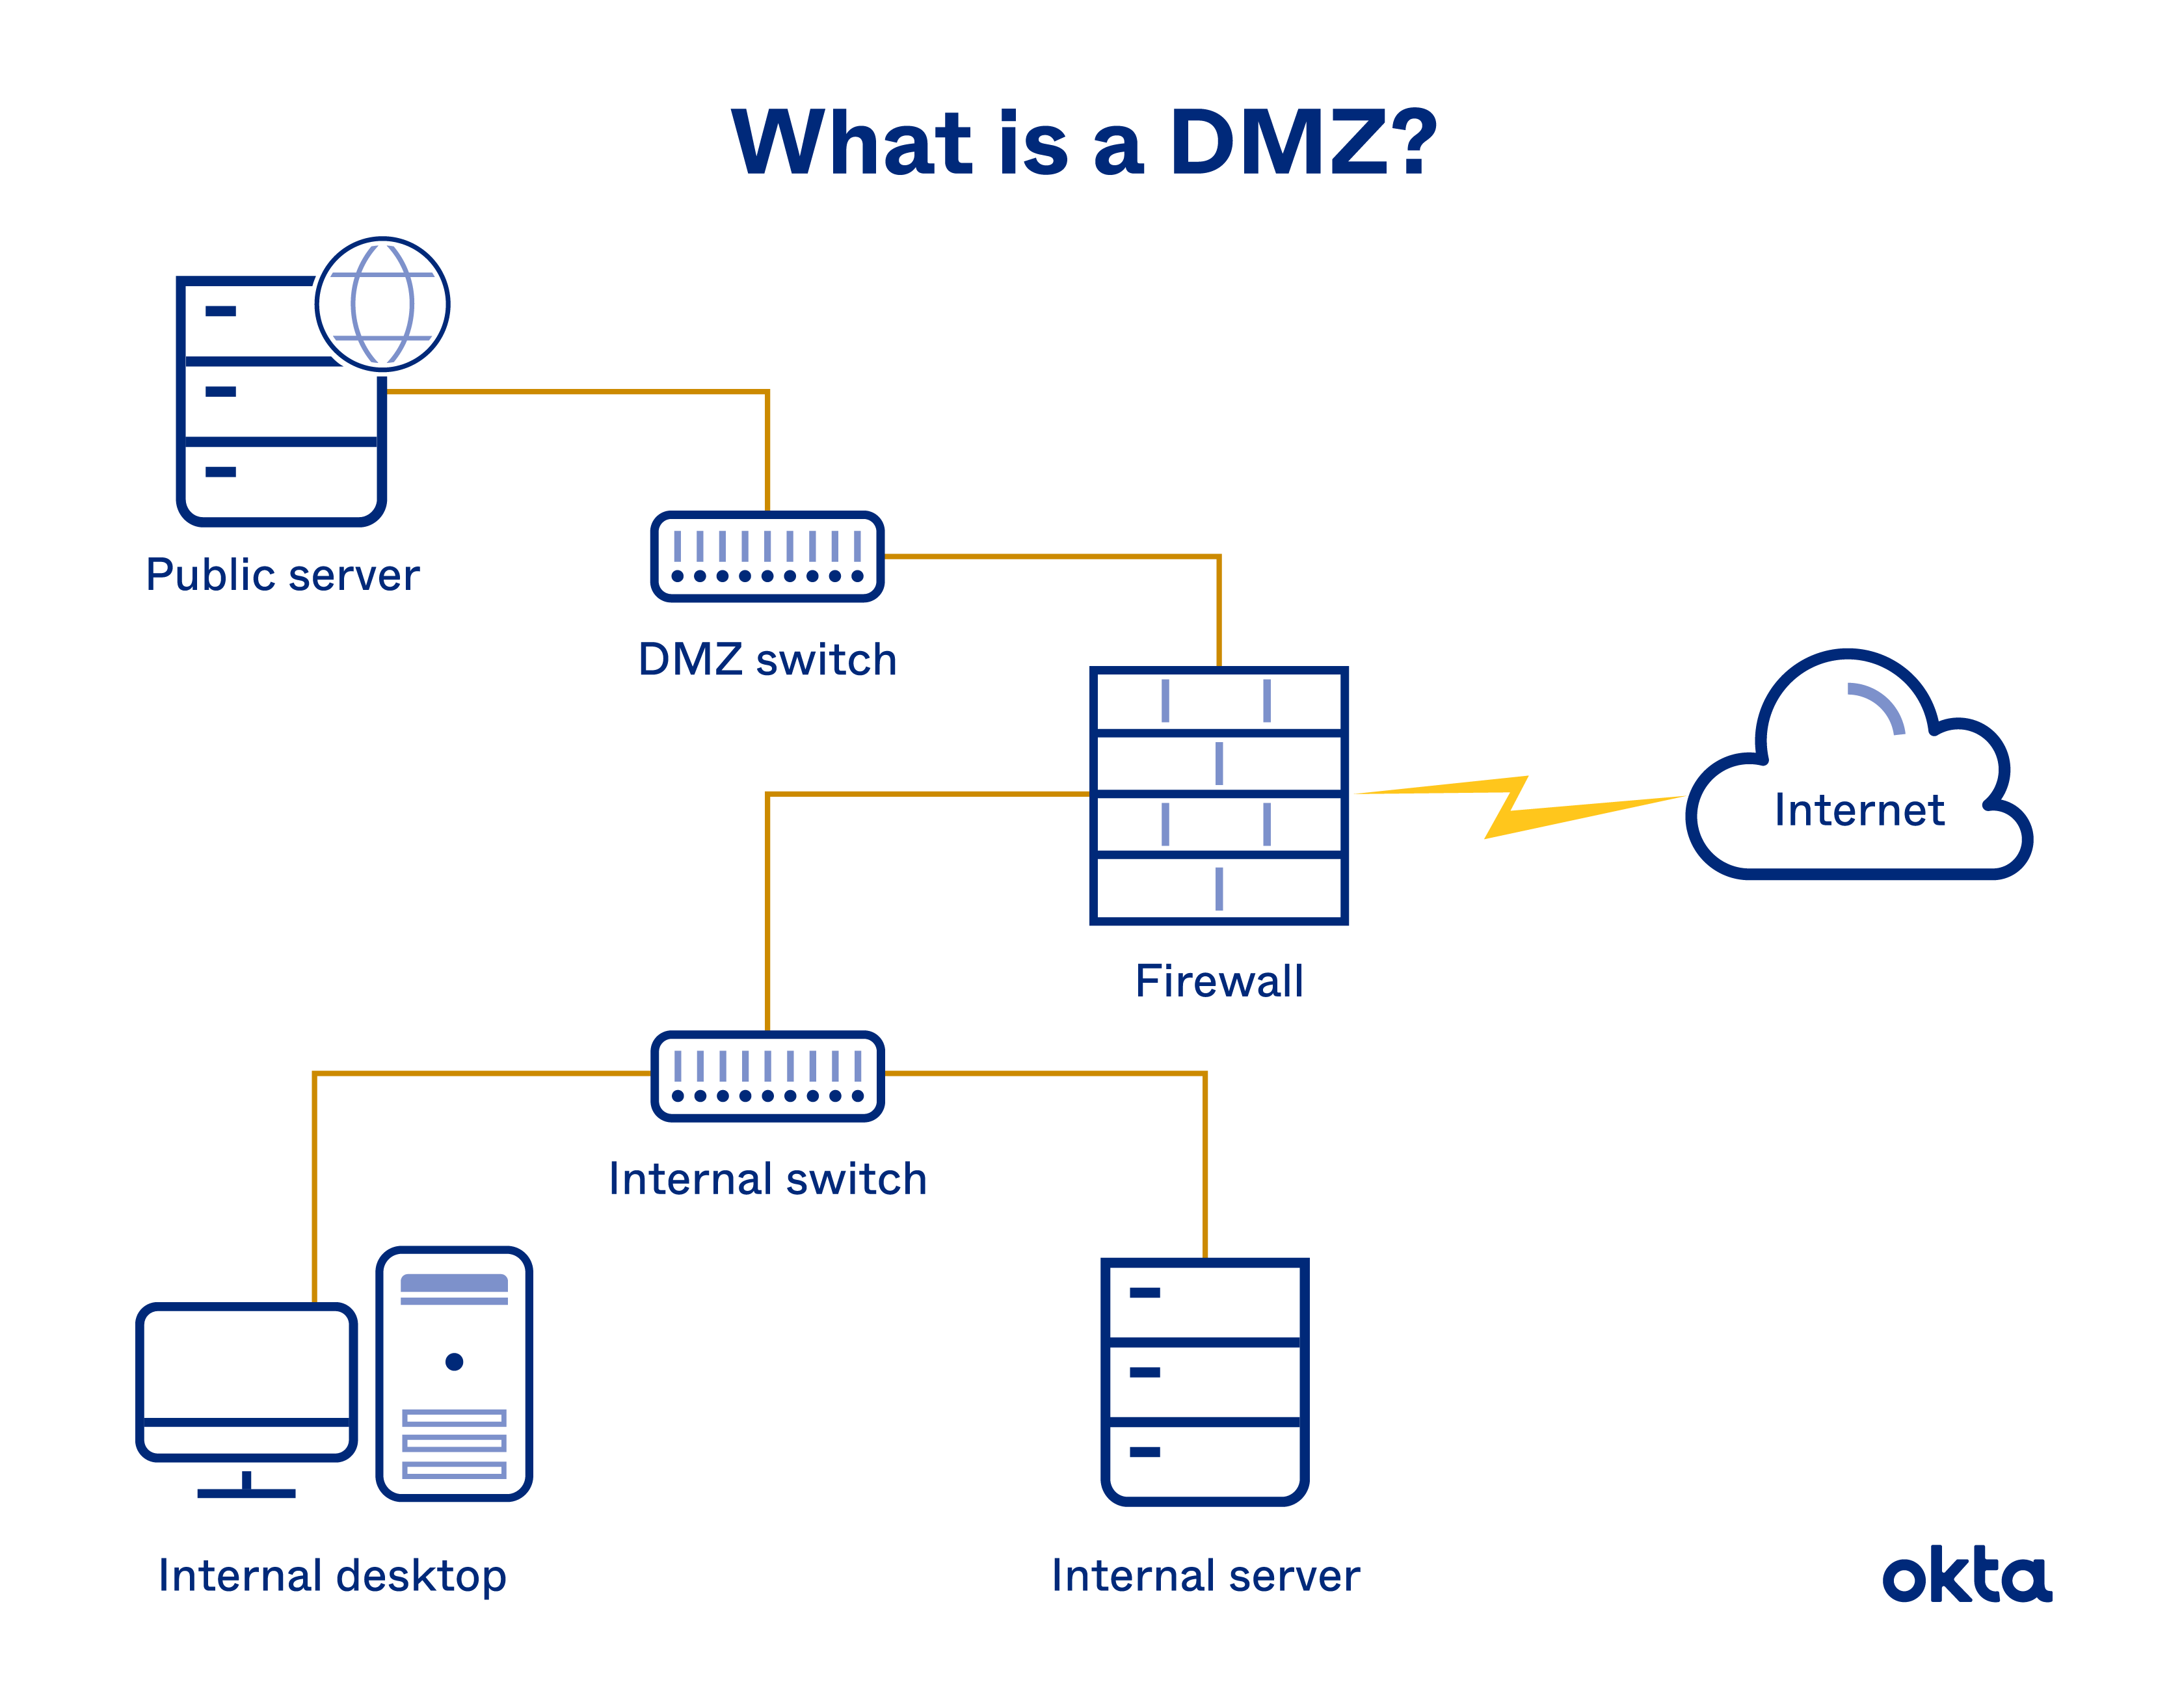 What is a DMZ?
Public server
DMZ switch
Internet
Firewall
Internal switch
Internal desktop
Internal server
okta